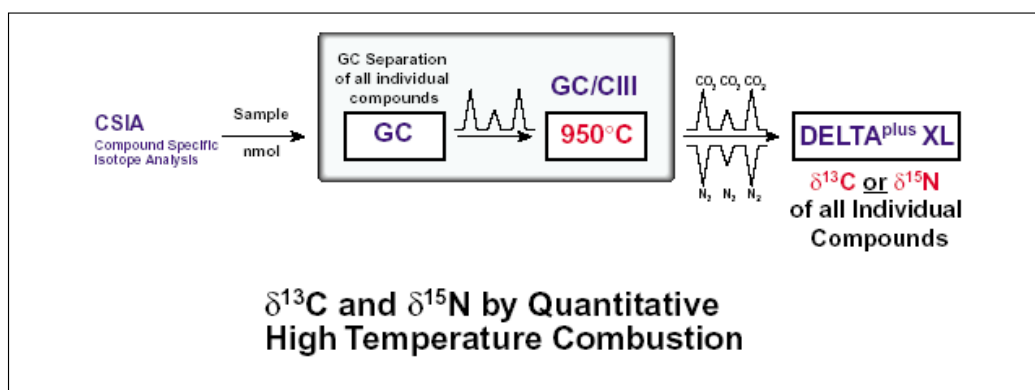 CSIA
Compound Specific
Isotope Analysis
Sample
nmol
GC Separation
of all individual
compounds
GC
GC/CIII
950°C
CO₂ CO₂ CO₂
N₂ N₂ N₂
DELTAplus XL
δ¹³C or δ¹⁵N
of all Individual
Compounds
δ¹³C and δ¹⁵N by Quantitative
High Temperature Combustion